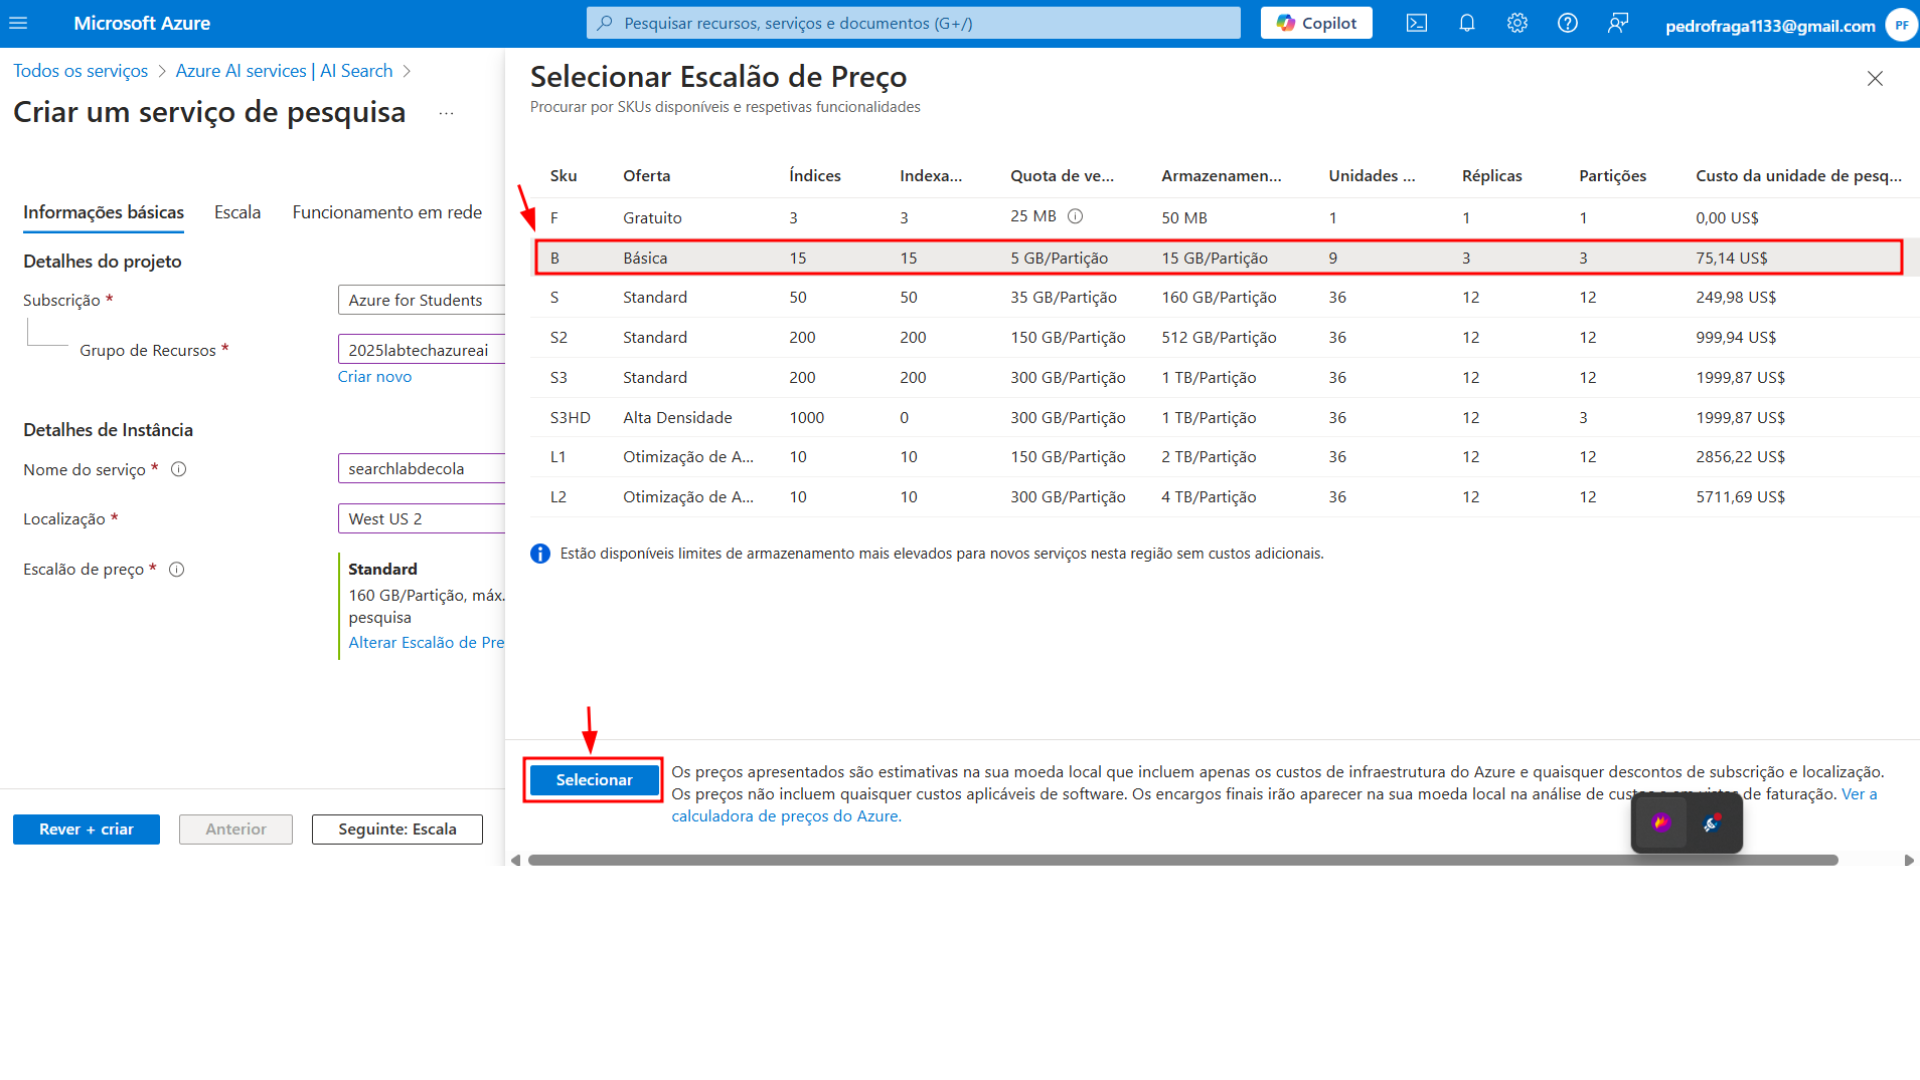 Microsoft Azure
Pesquisar recursos, serviços e documentos (G+/)
Copilot
pedrofraga1133@gmail.com
PF
Todos os serviços > Azure AI services | AI Search >
Criar um serviço de pesquisa ...
Informações básicas Escala Funcionamento em rede
Detalhes do projeto
Subscrição *
Azure for Students
Grupo de Recursos *
2025labtechazureai
Criar novo
Detalhes de Instância
Nome do serviço *
searchlabdecola
Localização *
West US 2
Escalão de preço *
Standard
160 GB/Partição, máx.
pesquisa
Alterar Escalão de Pre
Rever + criar
Anterior
Seguinte: Escala
Selecionar Escalão de Preço
Procurar por SKUs disponíveis e respetivas funcionalidades
Sku Oferta Índices Indexa... Quota de ve... Armazenamen... Unidades ... Réplicas Partições Custo da unidade de pesq...
F Gratuito 3 3 25 MB 50 MB 1 1 1 0,00 US$
B Básica 15 15 5 GB/Partição 15 GB/Partição 9 3 3 75,14 US$
S Standard 50 50 35 GB/Partição 160 GB/Partição 36 12 12 249,98 US$
S2 Standard 200 200 150 GB/Partição 512 GB/Partição 36 12 12 999,94 US$
S3 Standard 200 200 300 GB/Partição 1 TB/Partição 36 12 12 1999,87 US$
S3HD Alta Densidade 1000 0 300 GB/Partição 1 TB/Partição 36 12 3 1999,87 US$
L1 Otimização de A... 10 10 150 GB/Partição 2 TB/Partição 36 12 12 2856,22 US$
L2 Otimização de A... 10 10 300 GB/Partição 4 TB/Partição 36 12 12 5711,69 US$
Estão disponíveis limites de armazenamento mais elevados para novos serviços nesta região sem custos adicionais.
Selecionar
Os preços apresentados são estimativas na sua moeda local que incluem apenas os custos de infraestrutura do Azure e quaisquer descontos de subscrição e localização.
Os preços não incluem quaisquer custos aplicáveis de software. Os encargos finais irão aparecer na sua moeda local na análise de de faturação. Ver a
calculadora de preços do Azure.